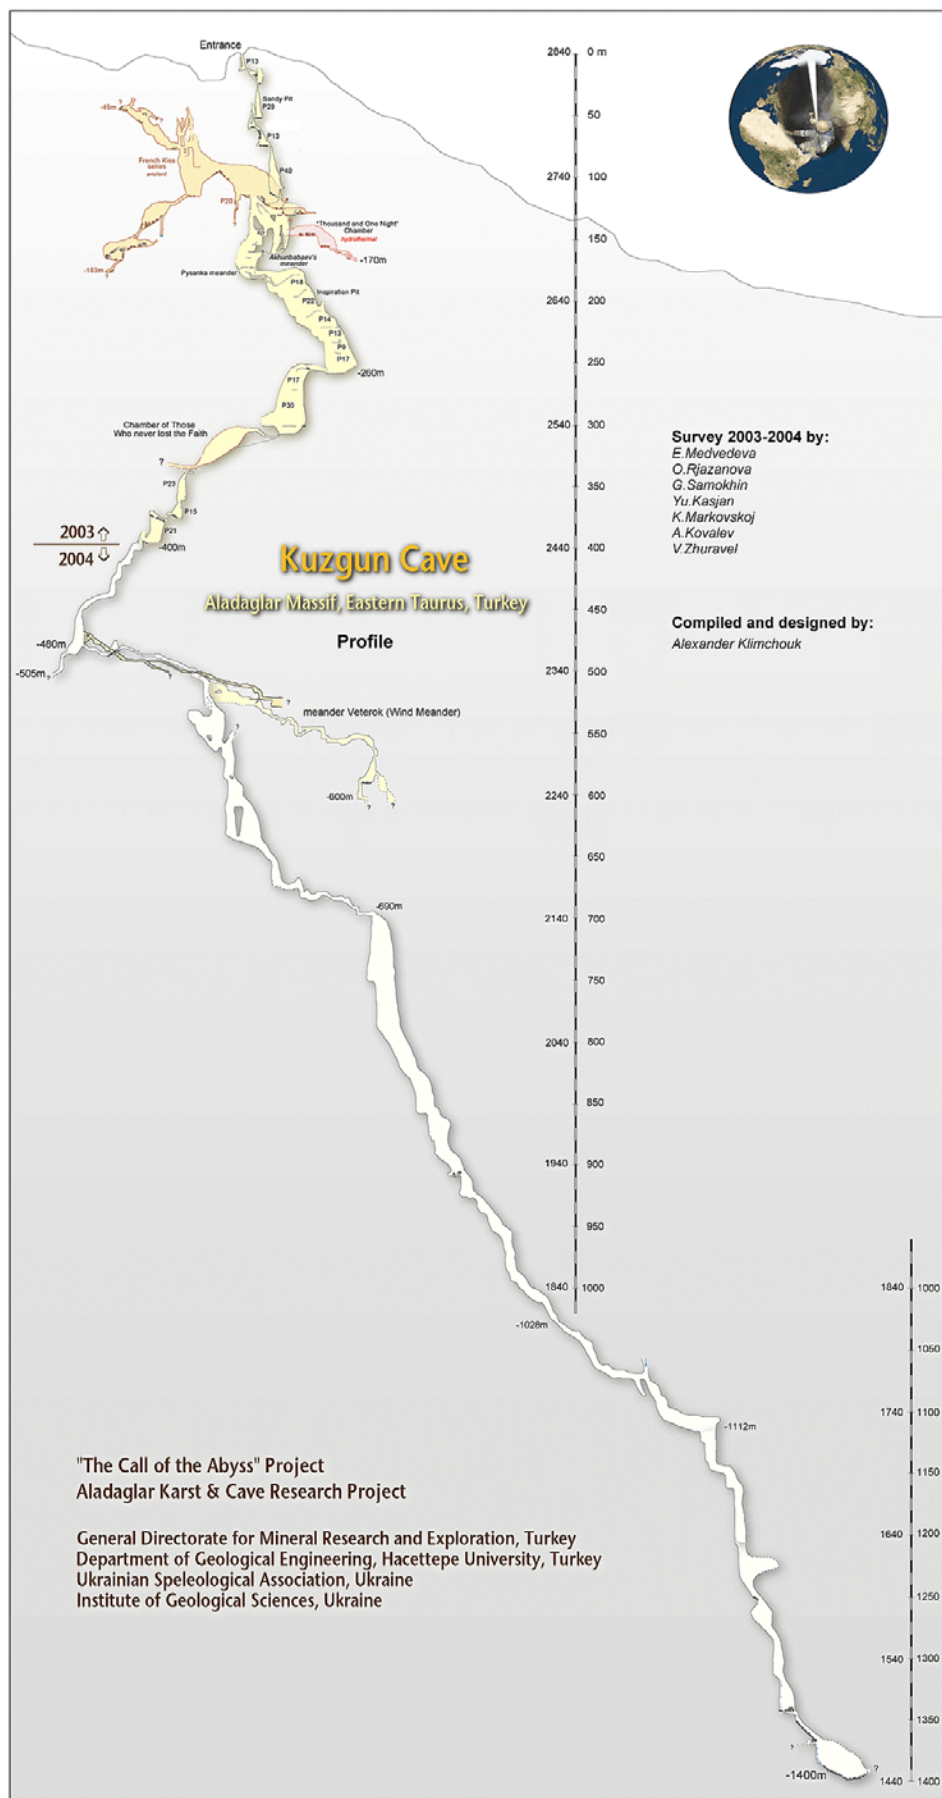 Entrance
P13
Sandy Pit
P20
P13
P40
-45m
French Kiss
series
ancient
P20
-183m
"Thousand and One Night"
Chamber
hydrothermal
-170m
Akhunbabaev's
meander
Pysanka meander
P18
Inspiration Pit
P22
P14
P13
P9
P17
-260m
P17
P30
Chamber of Those
Who never lost the Faith
?
P23
P15
P21
-400m
2003
2004
Kuzgun Cave
Aladaglar Massif, Eastern Taurus, Turkey
Profile
-480m
-505m
?
?
?
meander Veterok (Wind Meander)
?
-600m
?
?
-690m
-1028m
-1112m
?
?
-1400m
2840 0 m
50
2740 100
150
2640 200
250
2540 300
350
2440 400
450
2340 500
550
2240 600
650
2140 700
750
2040 800
850
1940 900
950
1840 1000
1840 1000
1050
1740 1100
1150
1640 1200
1250
1540 1300
1350
1440 1400
Survey 2003-2004 by:
E.Medvedeva
O.Rjazanova
G.Samokhin
Yu.Kasjan
K.Markovskoj
A.Kovalev
V.Zhuravel
Compiled and designed by:
Alexander Klimchouk
"The Call of the Abyss" Project
Aladaglar Karst & Cave Research Project
General Directorate for Mineral Research and Exploration, Turkey
Department of Geological Engineering, Hacettepe University, Turkey
Ukrainian Speleological Association, Ukraine
Institute of Geological Sciences, Ukraine